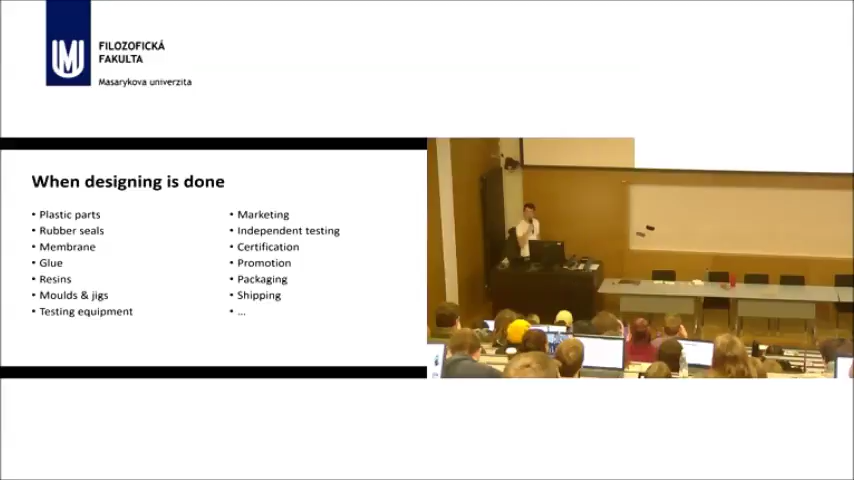 FILOZOFICKÁ
FAKULTA
Masarykova univerzita
When designing is done
• Plastic parts
• Rubber seals
• Membrane
• Glue
• Resins
• Moulds & jigs
• Testing equipment
• Marketing
• Independent testing
• Certification
• Promotion
• Packaging
• Shipping
• ...